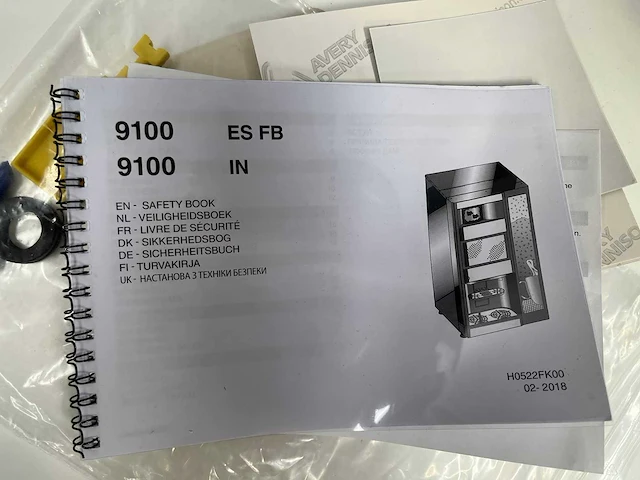 AVERY
DENNISON
9100 ES FB
9100 IN
EN - SAFETY BOOK
NL - VEILIGHEIDSBOEK
FR - LIVRE DE SÉCURITÉ
DK - SIKKERHEDSBOG
DE - SICHERHEITSBUCH
FI - TURVAKIRJA
UK - НАСТАНОВА З ТЕХНІКИ БЕЗПЕКИ
H0522FK00
02- 2018